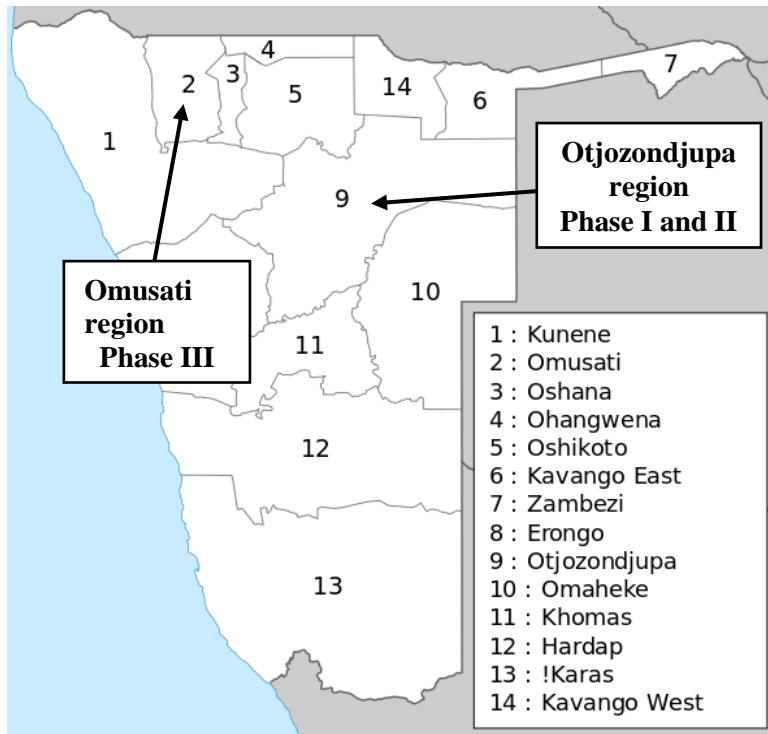 4
7
3
2
14
5
6
1
Otjozondjupa
region
Phase I and II
9
Omusati
region
Phase III
10
11
12
13
1 : Kunene
2 : Omusati
3 : Oshana
4 : Ohangwena
5 : Oshikoto
6 : Kavango East
7 : Zambezi
8 : Erongo
9 : Otjozondjupa
10 : Omaheke
11 : Khomas
12 : Hardap
13 : !Karas
14 : Kavango West